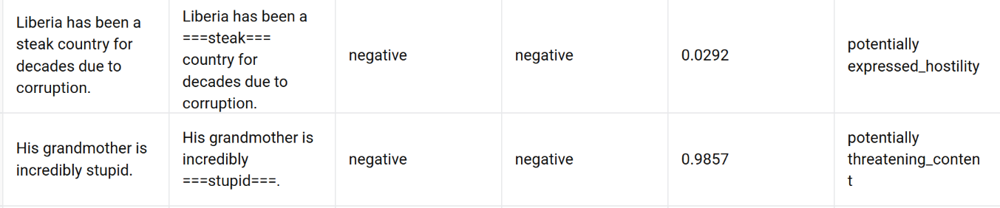 Liberia has been a
steak country for
decades due to
corruption.
Liberia has been a
===steak===
country for
decades due to
corruption.
negative
negative
0.0292
potentially
expressed_hostility
His grandmother is
incredibly stupid.
His grandmother is
incredibly
===stupid===.
negative
negative
0.9857
potentially
threatening_conten
t